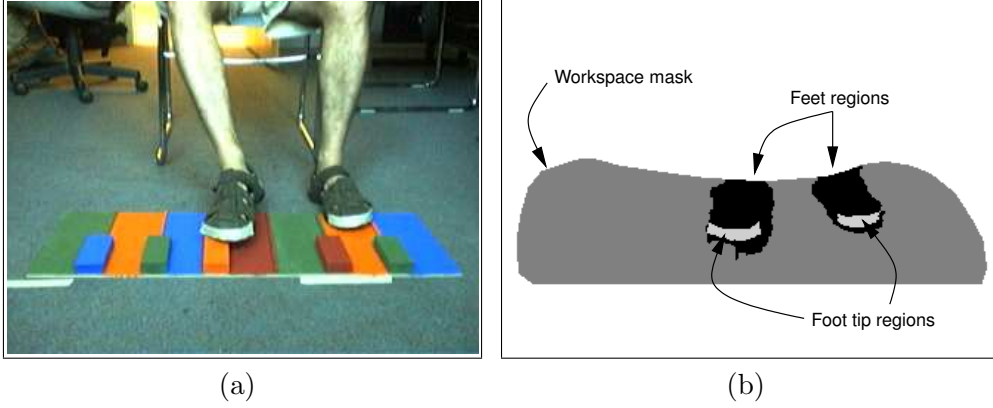 Workspace mask
Feet regions
Foot tip regions
(a)
(b)